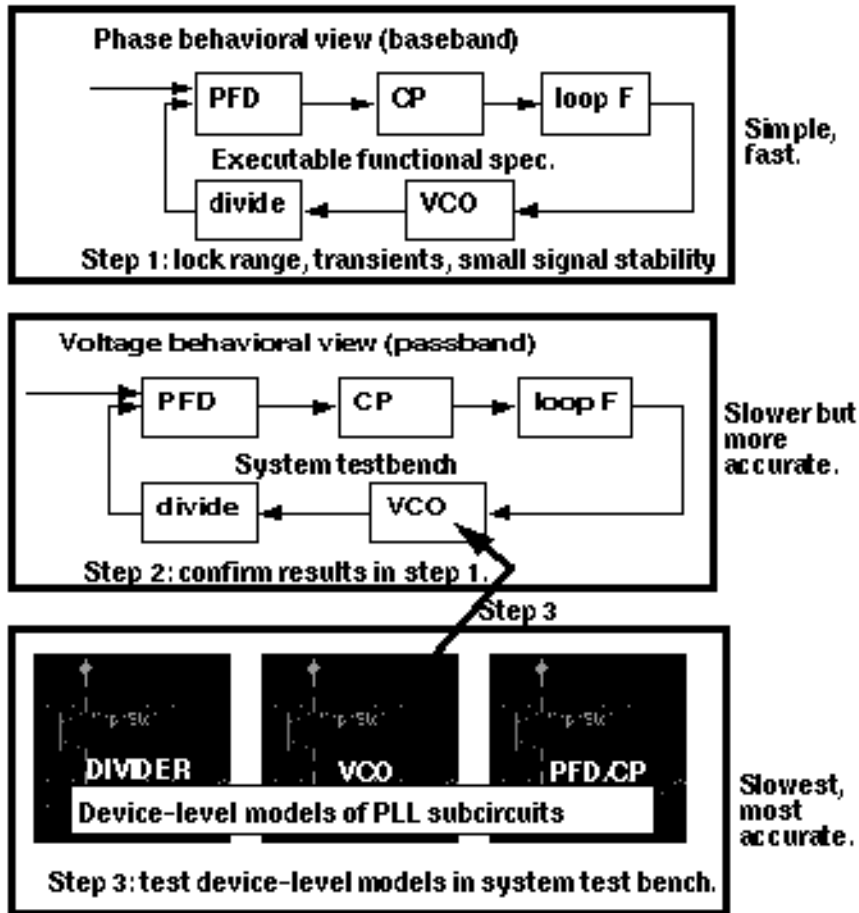 Phase behavioral view (baseband)
PFD
CP
loop F
Executable functional spec.
divide
VCO
Step 1: lock range, transients, small signal stability
Simple,
fast.
Voltage behavioral view (passband)
PFD
CP
loop F
System testbench
divide
VCO
Step 2: confirm results in step 1.
Slower but
more
accurate.
Step 3
DIVIDER
VCO
PFD/CP
Device-level models of PLL subcircuits
Step 3: test device-level models in system test bench.
Slowest,
most
accurate.